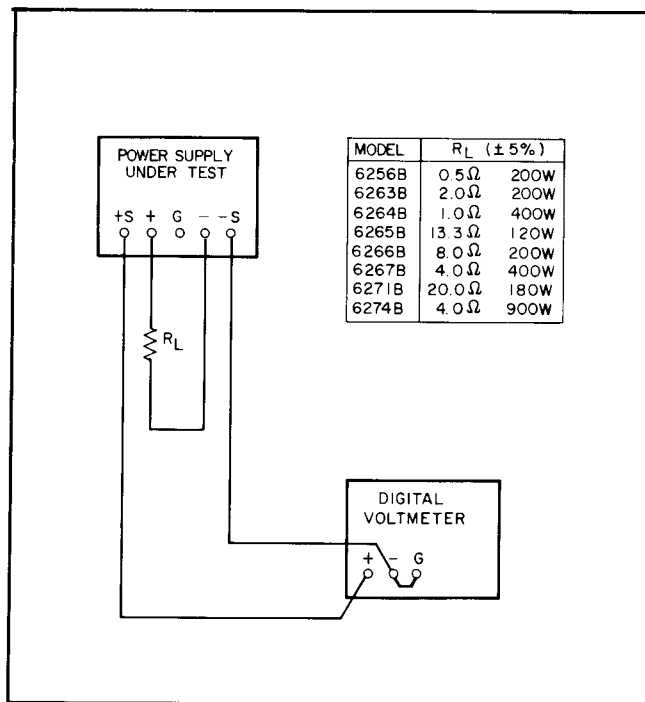 POWER SUPPLY
UNDER TEST
+S + G − −S
RL
MODEL RL (±5%)
6256B 0.5Ω 200W
6263B 2.0Ω 200W
6264B 1.0Ω 400W
6265B 13.3Ω 120W
6266B 8.0Ω 200W
6267B 4.0Ω 400W
6271B 20.0Ω 180W
6274B 4.0Ω 900W
DIGITAL
VOLTMETER
+ − G